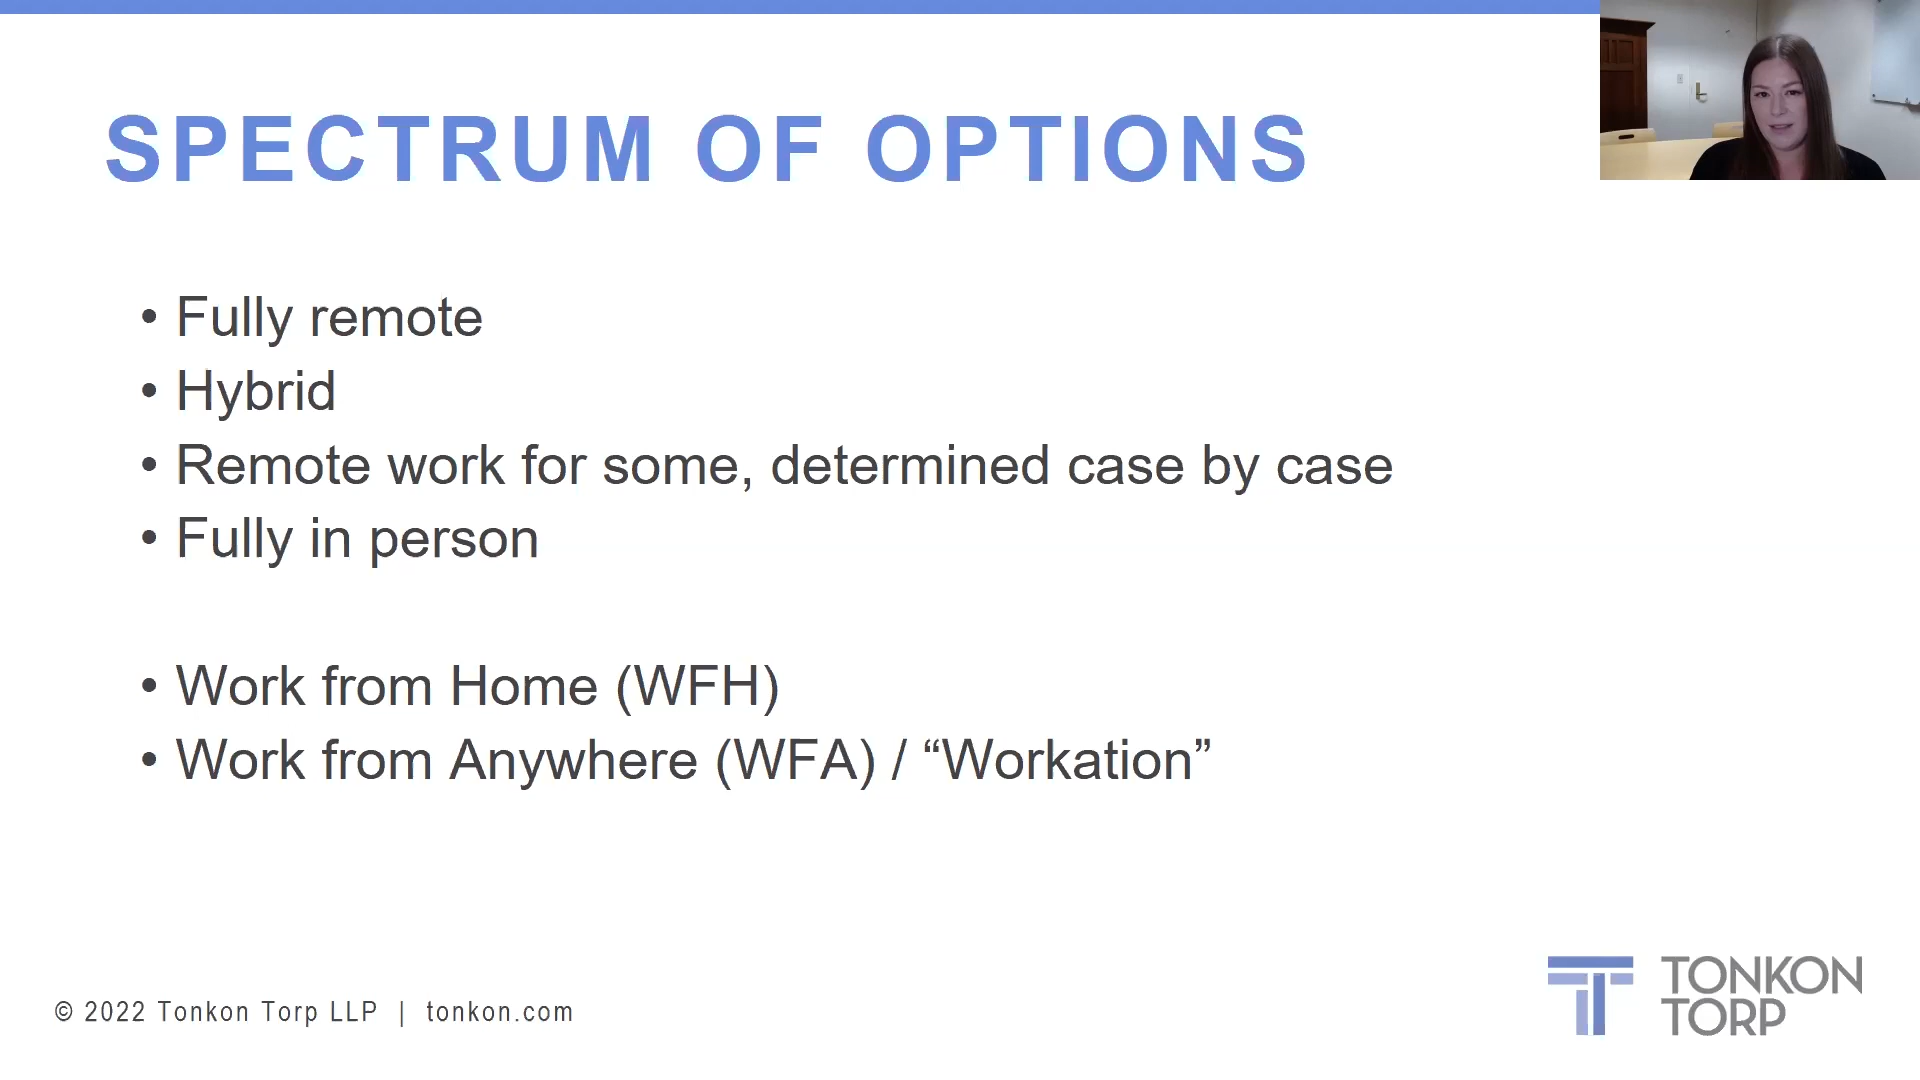 SPECTRUM OF OPTIONS
• Fully remote
• Hybrid
• Remote work for some, determined case by case
• Fully in person
• Work from Home (WFH)
• Work from Anywhere (WFA) / “Workation”
© 2022 Tonkon Torp LLP | tonkon.com
TONKON
TORP